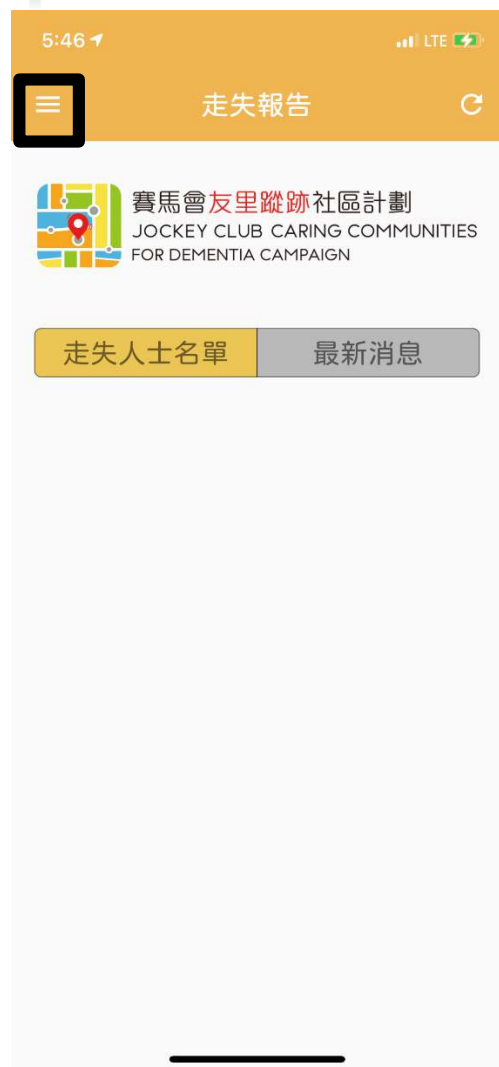 5:46
LTE
走失報告
賽馬會友里蹤跡社區計劃
JOCKEY CLUB CARING COMMUNITIES
FOR DEMENTIA CAMPAIGN
走失人士名單
最新消息